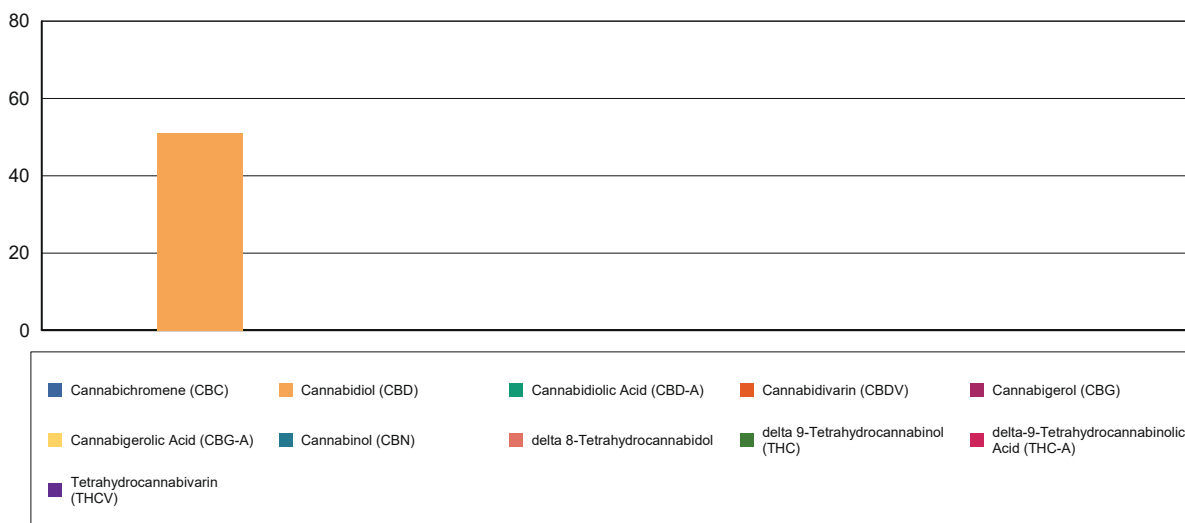 80
60
40
20
0
Cannabichromene (CBC)
Cannabidiol (CBD)
Cannabidiolic Acid (CBD-A)
Cannabidivarin (CBDV)
Cannabigerol (CBG)
Cannabigerolic Acid (CBG-A)
Cannabinol (CBN)
delta 8-Tetrahydrocannabidol
delta 9-Tetrahydrocannabinol
(THC)
delta-9-Tetrahydrocannabinolic
Acid (THC-A)
Tetrahydrocannabivarin
(THCV)